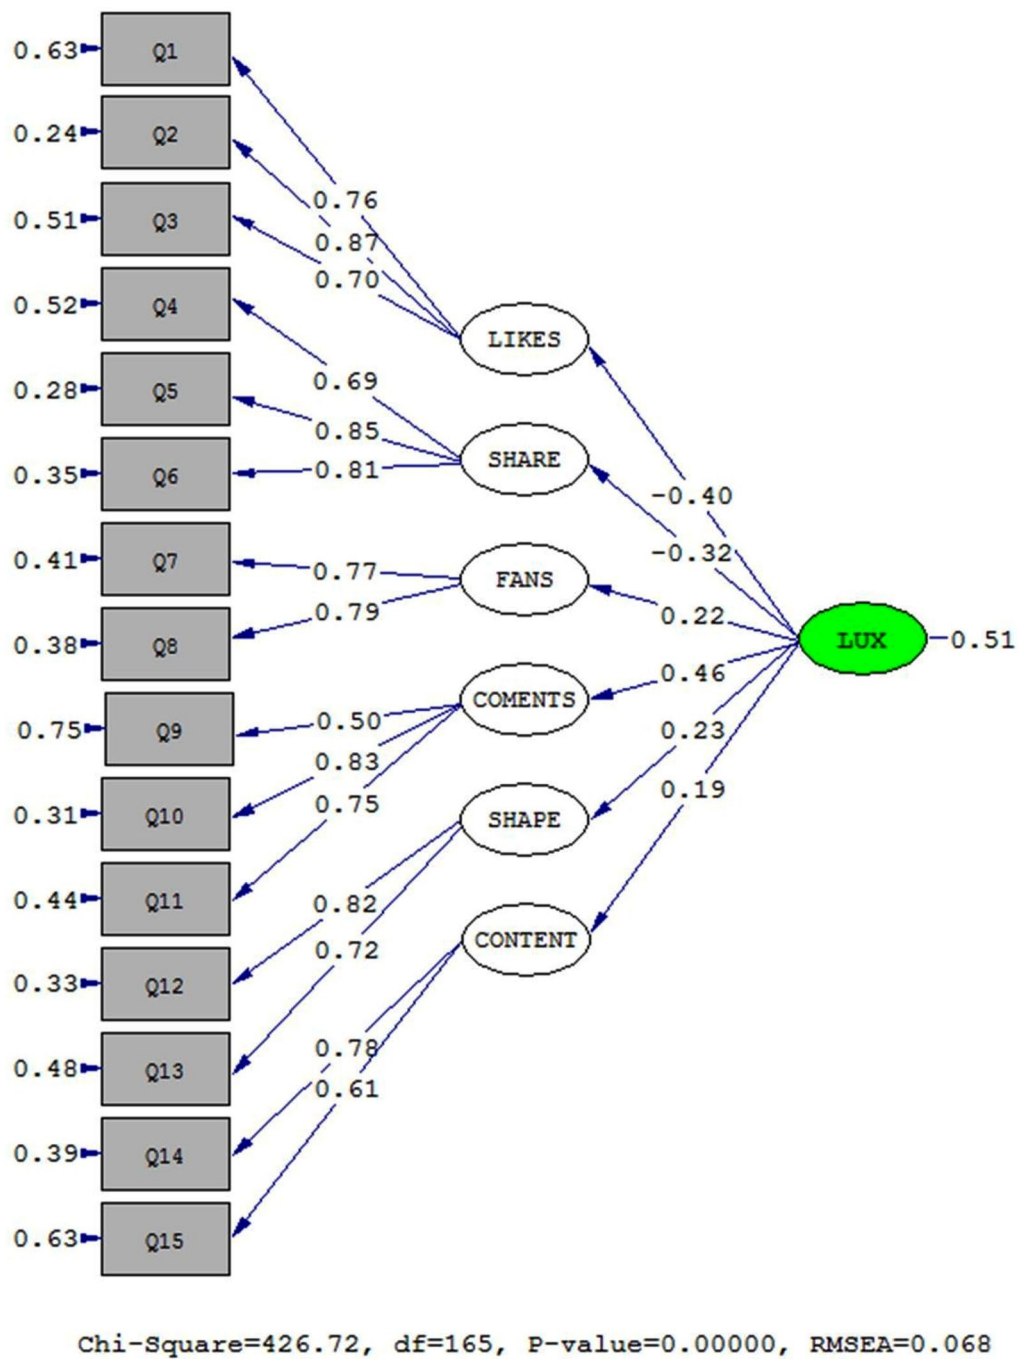 0.63 Q1
0.24 Q2
0.76
0.51 Q3
0.87
0.70
0.52 Q4
LIKES
0.69
0.28 Q5
0.85
SHARE
0.35 Q6 0.81
-0.40
-0.32
0.41 Q7 0.77
FANS
0.79
0.22
0.38 Q8
LUX 0.51
0.46
COMENTS
0.75 Q9 0.50
0.23
0.83
0.19
0.31 Q10
0.75
SHAPE
0.44 Q11
0.82
CONTENT
0.72
0.33 Q12
0.78
0.48 Q13
0.61
0.39 Q14
0.63 Q15
Chi-Square=426.72, df=165, P-value=0.00000, RMSEA=0.068